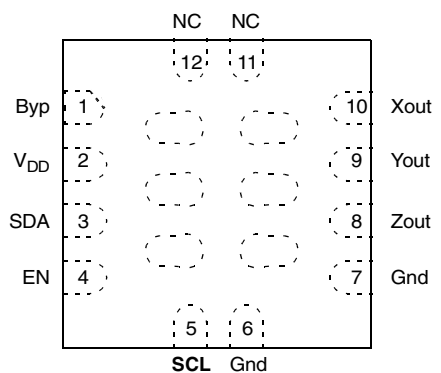 NC NC
12 11
Byp 1 10 Xout
VDD 2 9 Yout
SDA 3 8 Zout
EN 4 7 Gnd
5 6
SCL Gnd